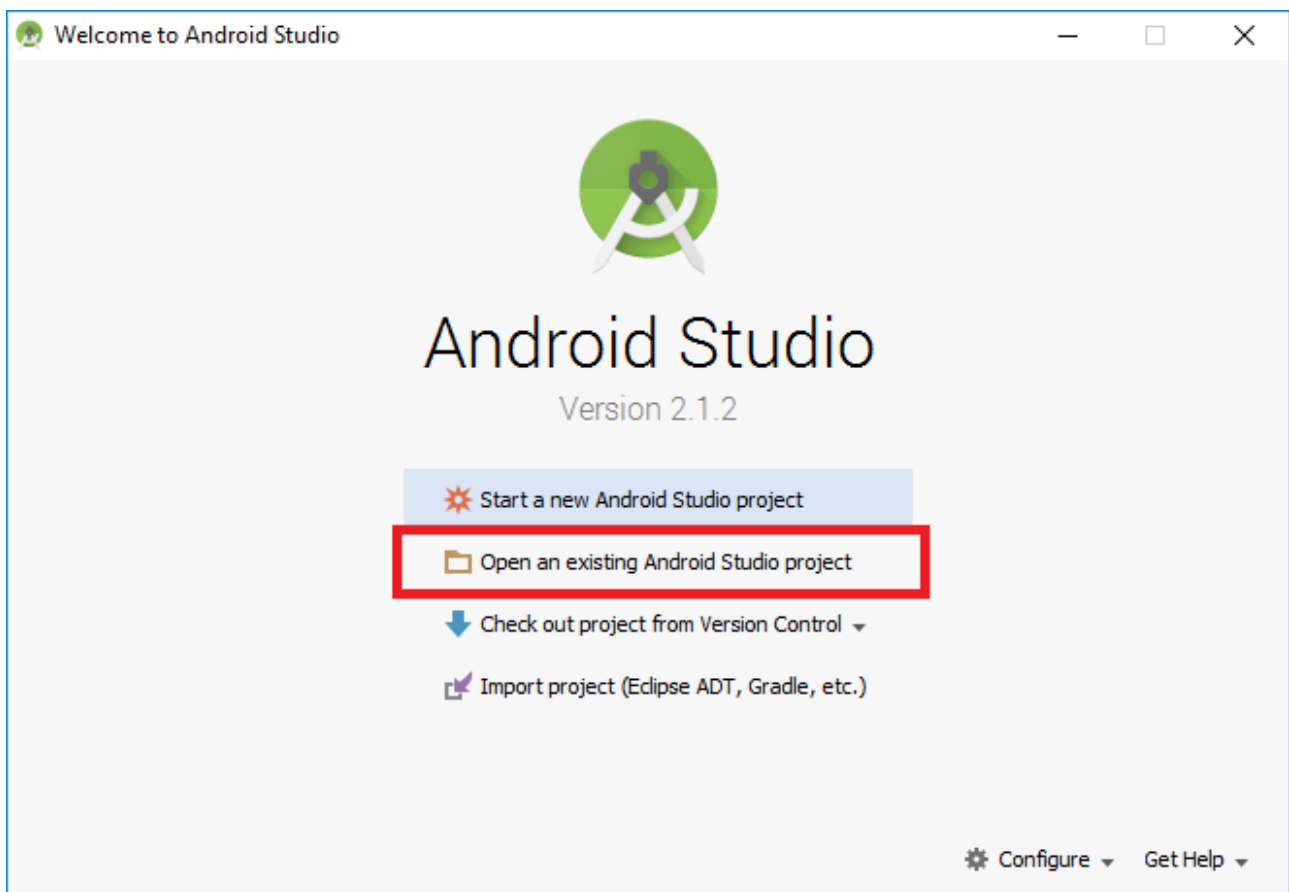 Welcome to Android Studio
Android Studio
Version 2.1.2
Start a new Android Studio project
Open an existing Android Studio project
Check out project from Version Control
Import project (Eclipse ADT, Gradle, etc.)
Configure Get Help